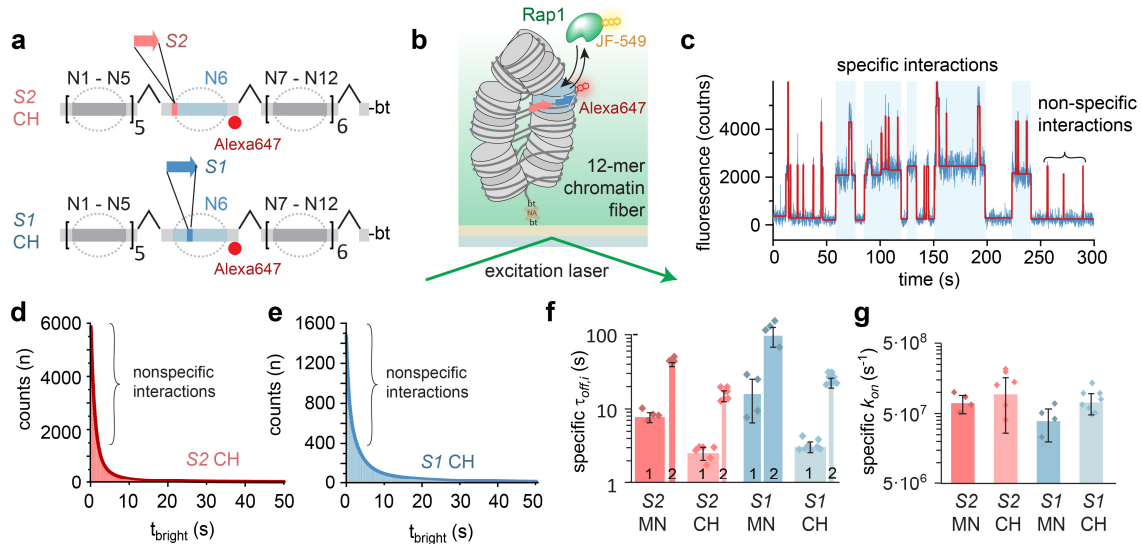 a
S2
N1 - N5
N6
N7 - N12
S2
CH
5
6
-bt
Alexa647
S1
N1 - N5
N6
N7 - N12
S1
CH
5
6
-bt
Alexa647
b
Rap1
JF-549
Alexa647
12-mer
chromatin
fiber
bt
NA
bt
excitation laser
c
specific interactions
non-specific
interactions
fluorescence (coutns)
4000
2000
0
0 50 100 150 200 250 300
time (s)
d
counts (n)
6000
4000
2000
0
nonspecific
interactions
S2 CH
0 10 20 30 40 50
tbright (s)
e
counts (n)
1600
1200
800
400
0
nonspecific
interactions
S1 CH
0 10 20 30 40 50
tbright (s)
f
specific τoff, (s)
100
10
1
1 2 1 2 1 2 1 2
S2 S2 S1 S1
MN CH MN CH
g
specific kon (s-1)
5·108
5·107
5·106
S2 S2 S1 S1
MN CH MN CH